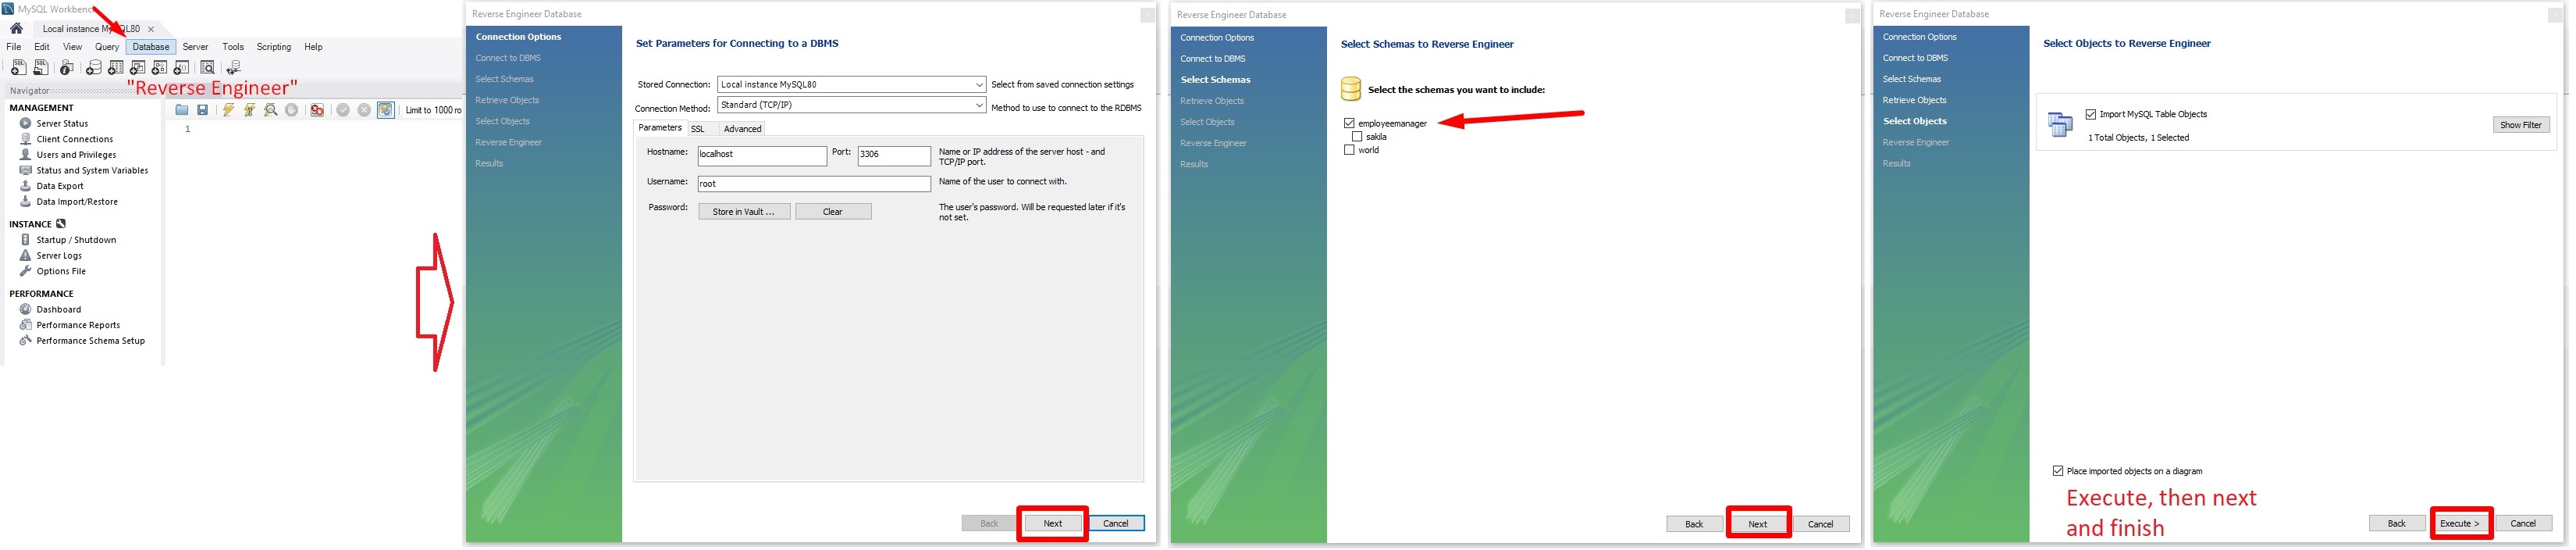 MySQL Workbench
Local instance MySQL80
File Edit View Query Database Server Tools Scripting Help
"Reverse Engineer"
Navigator
MANAGEMENT
Server Status
Client Connections
Users and Privileges
Status and System Variables
Data Export
Data Import/Restore
INSTANCE
Startup / Shutdown
Server Logs
Options File
PERFORMANCE
Dashboard
Performance Reports
Performance Schema Setup
Limit to 1000 ro
1
Reverse Engineer Database
Connection Options
Connect to DBMS
Select Schemas
Retrieve Objects
Select Objects
Reverse Engineer
Results
Set Parameters for Connecting to a DBMS
Stored Connection: Local instance MySQL80 Select from saved connection settings
Connection Method: Standard (TCP/IP) Method to use to connect to the RDBMS
Parameters SSL Advanced
Hostname: localhost Port: 3306 Name or IP address of the server host - and
TCP/IP port.
Username: root Name of the user to connect with.
Password: Store in Vault ... Clear The user's password. Will be requested later if it's
not set.
Back Next Cancel
Reverse Engineer Database
Connection Options
Connect to DBMS
Select Schemas
Retrieve Objects
Select Objects
Reverse Engineer
Results
Select Schemas to Reverse Engineer
Select the schemas you want to include:
employeemanager
sakila
world
Back Next Cancel
Reverse Engineer Database
Connection Options
Connect to DBMS
Select Schemas
Retrieve Objects
Select Objects
Reverse Engineer
Results
Select Objects to Reverse Engineer
Import MySQL Table Objects
1 Total Objects, 1 Selected
Show Filter
Place imported objects on a diagram
Execute, then next
and finish
Back Execute > Cancel